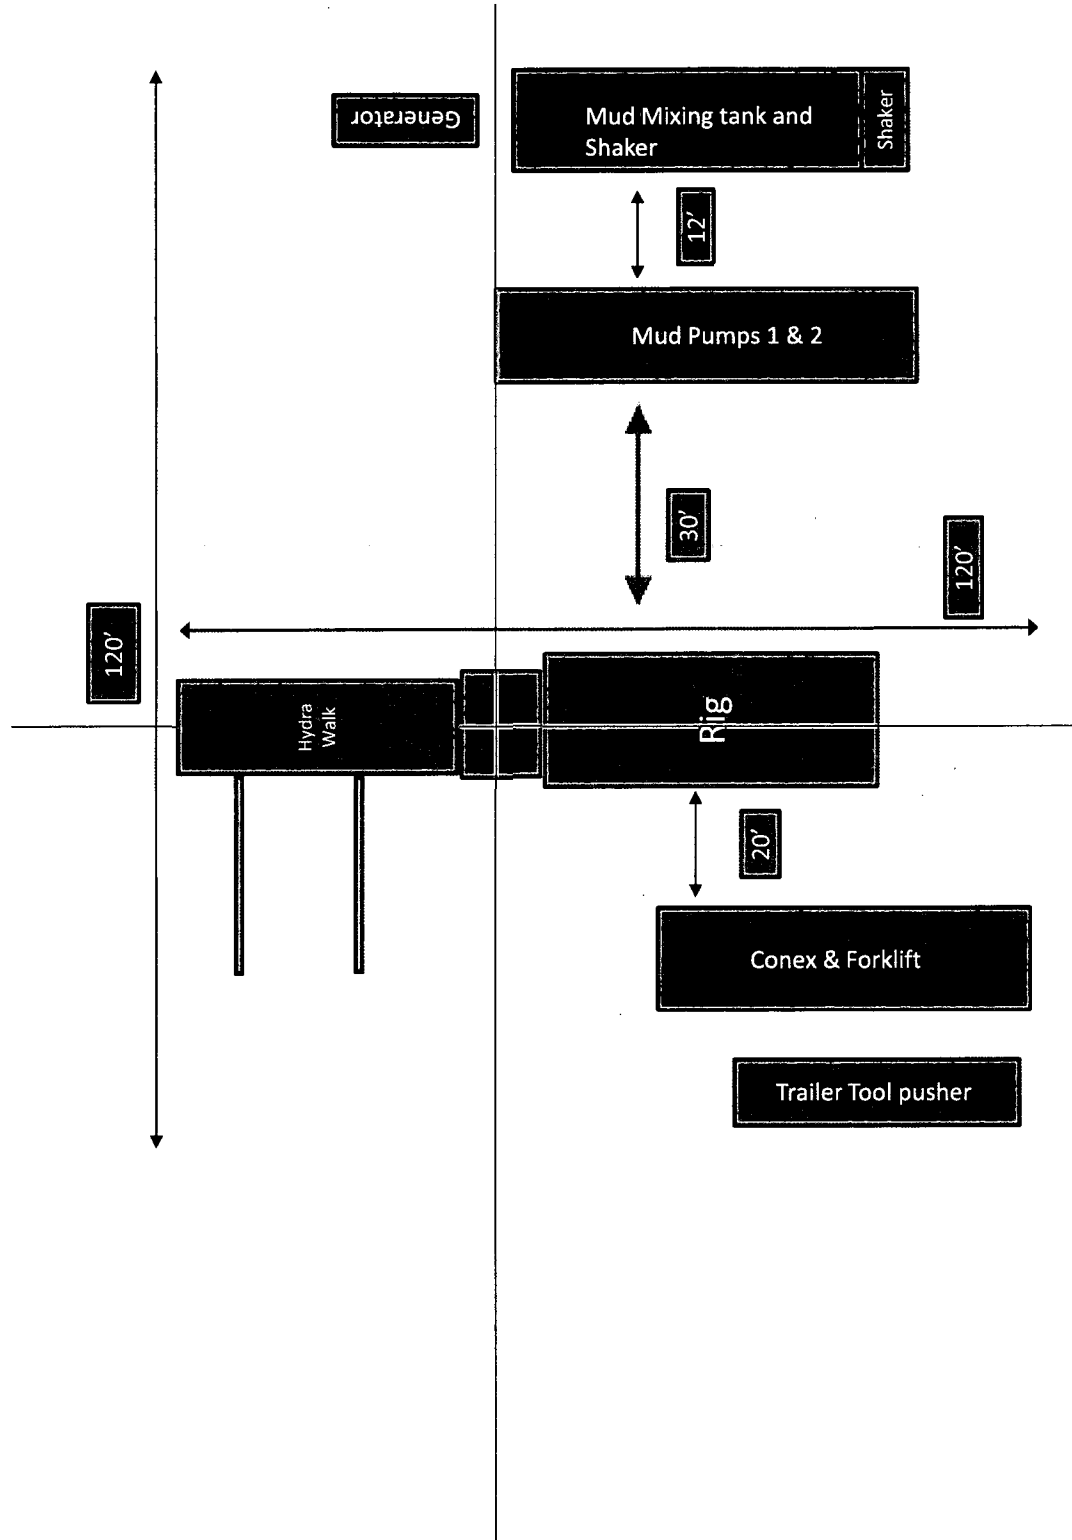 Generator
Mud Mixing tank and
Shaker
Shaker
12'
Mud Pumps 1 & 2
30'
120'
120'
Hydra
Walk
Rig
20'
Conex & Forklift
Trailer Tool pusher